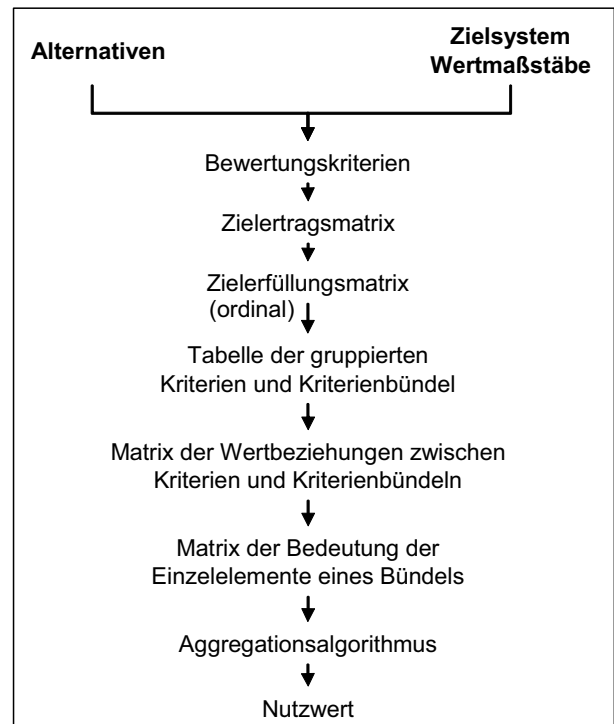 Alternativen
Zielsystem
Wertmaßstäbe
Bewertungskriterien
Zielertragsmatrix
Zielerfüllungsmatrix
(ordinal)
Tabelle der gruppierten
Kriterien und Kriterienbündel
Matrix der Wertbeziehungen zwischen
Kriterien und Kriterienbündeln
Matrix der Bedeutung der
Einzelelemente eines Bündels
Aggregationsalgorithmus
Nutzwert